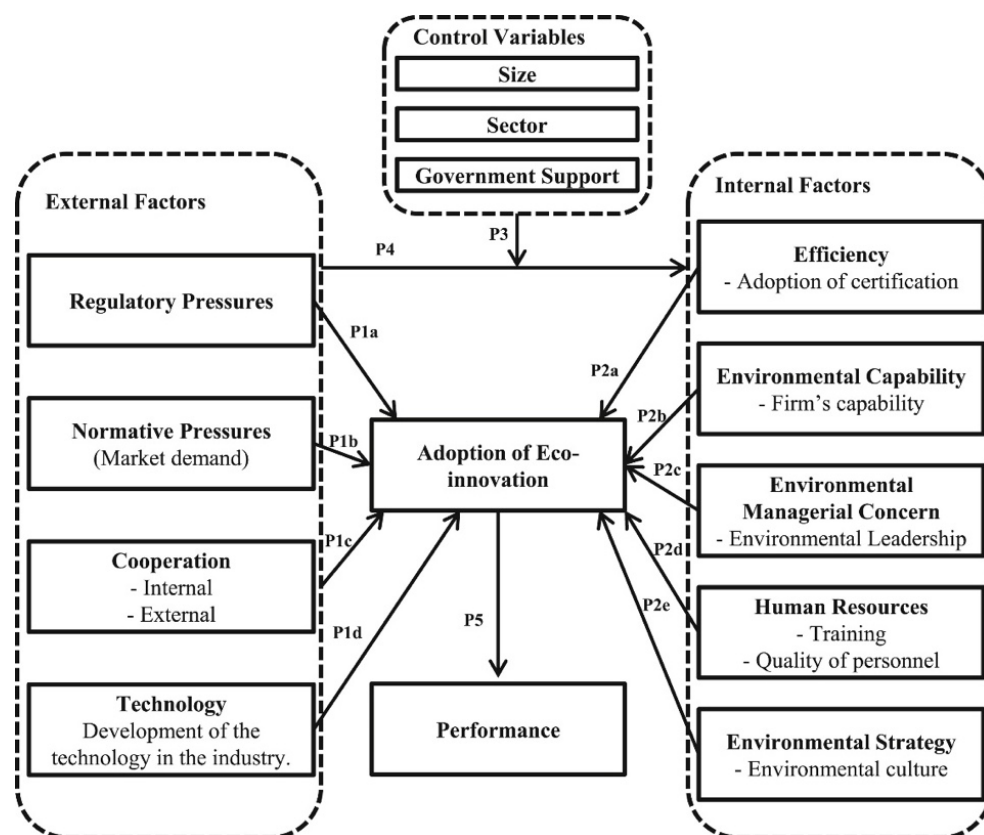 Control Variables
Size
Sector
Government Support
P3
P4
External Factors
Regulatory Pressures
P1a
Normative Pressures
(Market demand)
P1b
Cooperation
- Internal
- External
P1c
Technology
Development of the
technology in the industry.
P1d
Adoption of Eco-
innovation
P5
Performance
Internal Factors
Efficiency
- Adoption of certification
P2a
Environmental Capability
- Firm's capability
P2b
Environmental
Managerial Concern
- Environmental Leadership
P2c
Human Resources
- Training
- Quality of personnel
P2d
Environmental Strategy
- Environmental culture
P2e